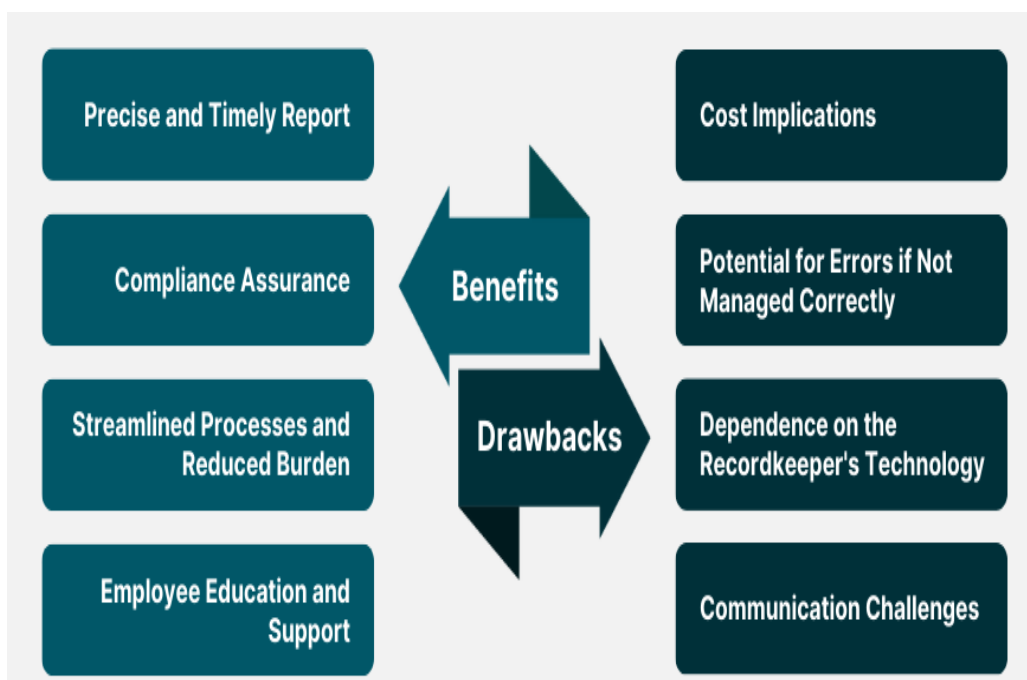 Precise and Timely Report
Compliance Assurance
Streamlined Processes and
Reduced Burden
Employee Education and
Support
Benefits
Drawbacks
Cost Implications
Potential for Errors if Not
Managed Correctly
Dependence on the
Recordkeeper's Technology
Communication Challenges